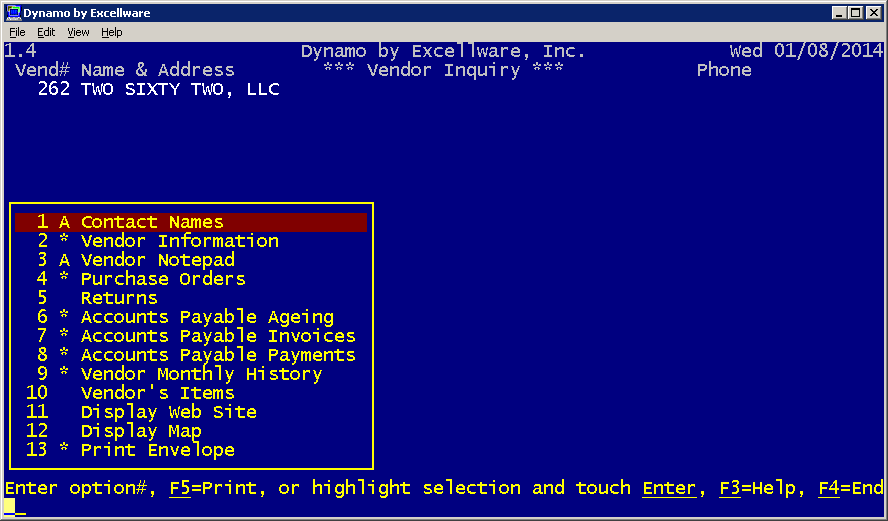 Dynamo by Excellware
File Edit View Help
1.4 Dynamo by Excellware, Inc. Wed 01/08/2014
Vend# Name & Address *** Vendor Inquiry *** Phone
262 TWO SIXTY TWO, LLC
1 A Contact Names
2 * Vendor Information
3 A Vendor Notepad
4 * Purchase Orders
5 Returns
6 * Accounts Payable Ageing
7 * Accounts Payable Invoices
8 * Accounts Payable Payments
9 * Vendor Monthly History
10 Vendor's Items
11 Display Web Site
12 Display Map
13 * Print Envelope
Enter option#, F5=Print, or highlight selection and touch Enter, F3=Help, F4=End